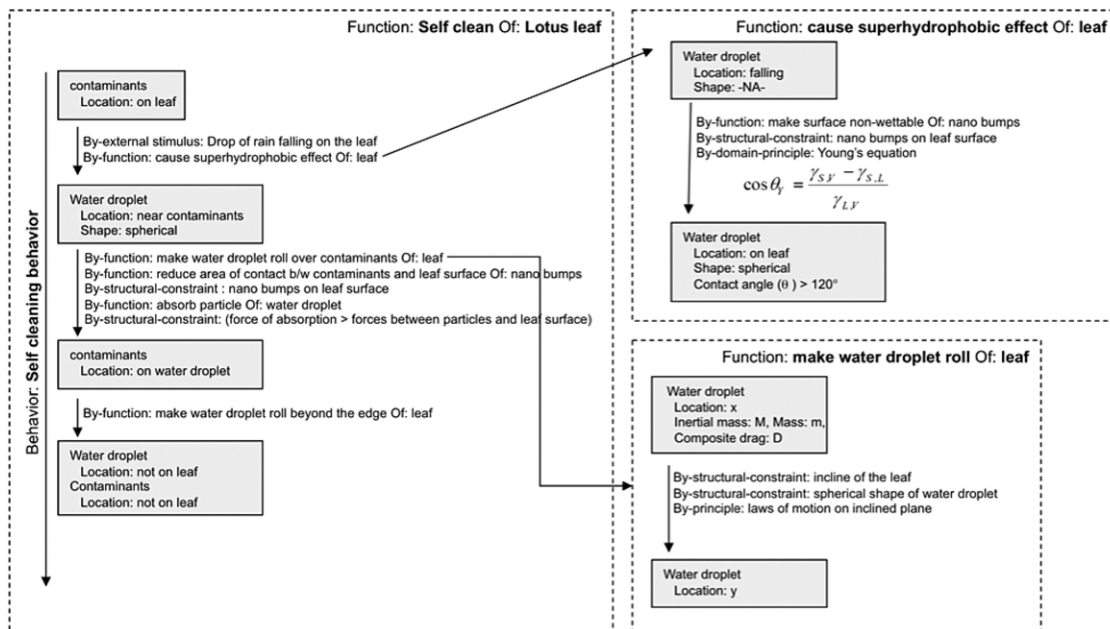 Function: Self clean Of: Lotus leaf
contaminants
Location: on leaf
By-external stimulus: Drop of rain falling on the leaf
By-function: cause superhydrophobic effect Of: leaf
Water droplet
Location: near contaminants
Shape: spherical
By-function: make water droplet roll over contaminants Of: leaf
By-function: reduce area of contact b/w contaminants and leaf surface Of: nano bumps
By-structural-constraint : nano bumps on leaf surface
By-function: absorb particle Of: water droplet
By-structural-constraint: (force of absorption > forces between particles and leaf surface)
contaminants
Location: on water droplet
By-function: make water droplet roll beyond the edge Of: leaf
Water droplet
Location: not on leaf
Contaminants
Location: not on leaf
Behavior: Self cleaning behavior
Function: cause superhydrophobic effect Of: leaf
Water droplet
Location: falling
Shape: -NA-
By-function: make surface non-wettable Of: nano bumps
By-structural-constraint: nano bumps on leaf surface
By-domain-principle: Young's equation
cos θ_Y = (γ_S.V − γ_S.L) / γ_L.V
Water droplet
Location: on leaf
Shape: spherical
Contact angle (θ ) > 120°
Function: make water droplet roll Of: leaf
Water droplet
Location: x
Inertial mass: M, Mass: m,
Composite drag: D
By-structural-constraint: incline of the leaf
By-structural-constraint: spherical shape of water droplet
By-principle: laws of motion on inclined plane
Water droplet
Location: y